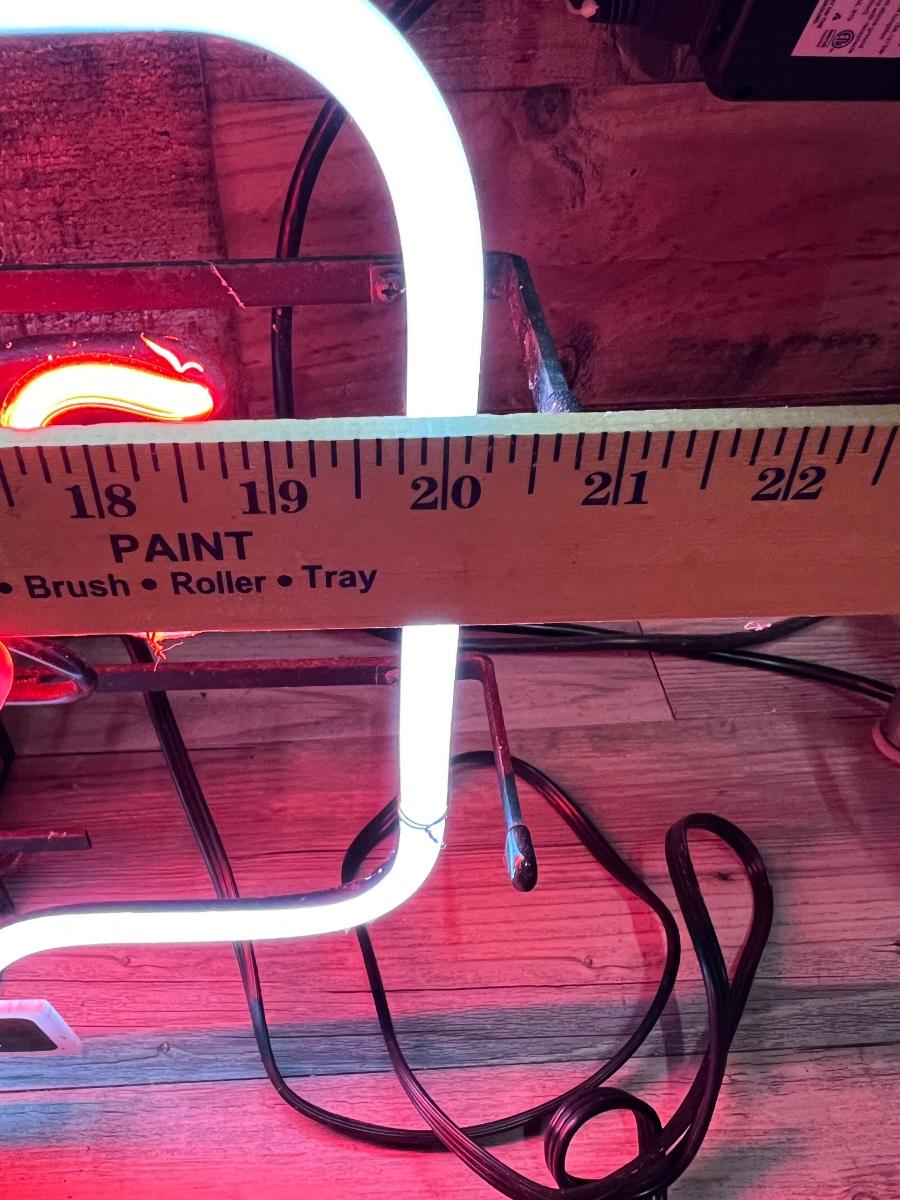 18 19 20 21 22
PAINT
• Brush • Roller • Tray